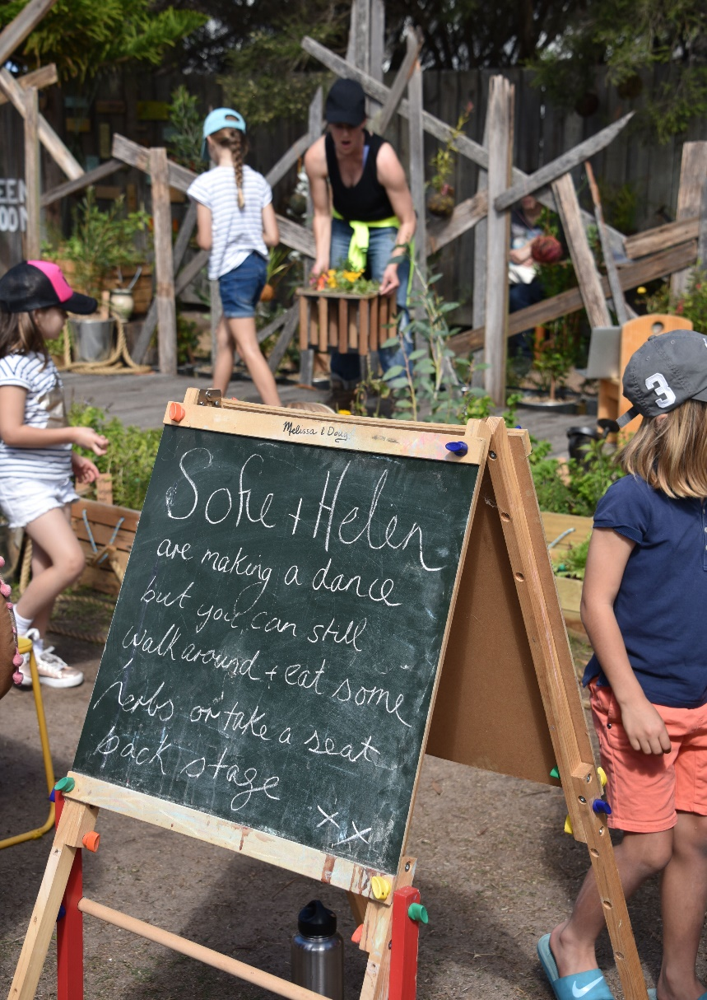 Melissa & Doug
Sofie + Helen
are making a dance
but you can still
walk around + eat some
herbs or take a seat
back stage
x x
3